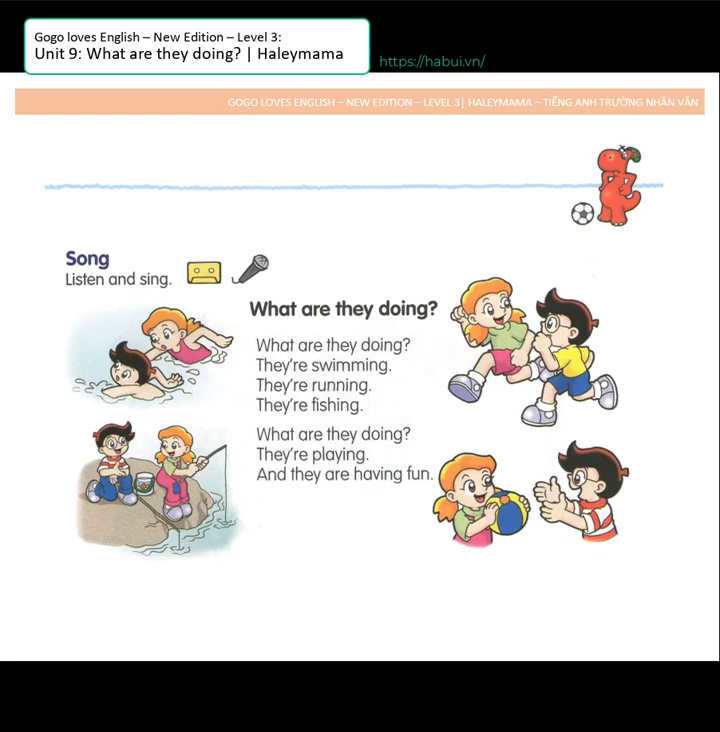 Gogo loves English – New Edition – Level 3:
Unit 9: What are they doing? | Haleymama
https://habui.vn/
GOGO LOVES ENGLISH – NEW EDITION – LEVEL 3| HALEYMAMA – TIẾNG ANH TRƯỜNG NHÂN VĂN
Song
Listen and sing.
What are they doing?
What are they doing?
They're swimming.
They're running.
They're fishing.
What are they doing?
They're playing.
And they are having fun.